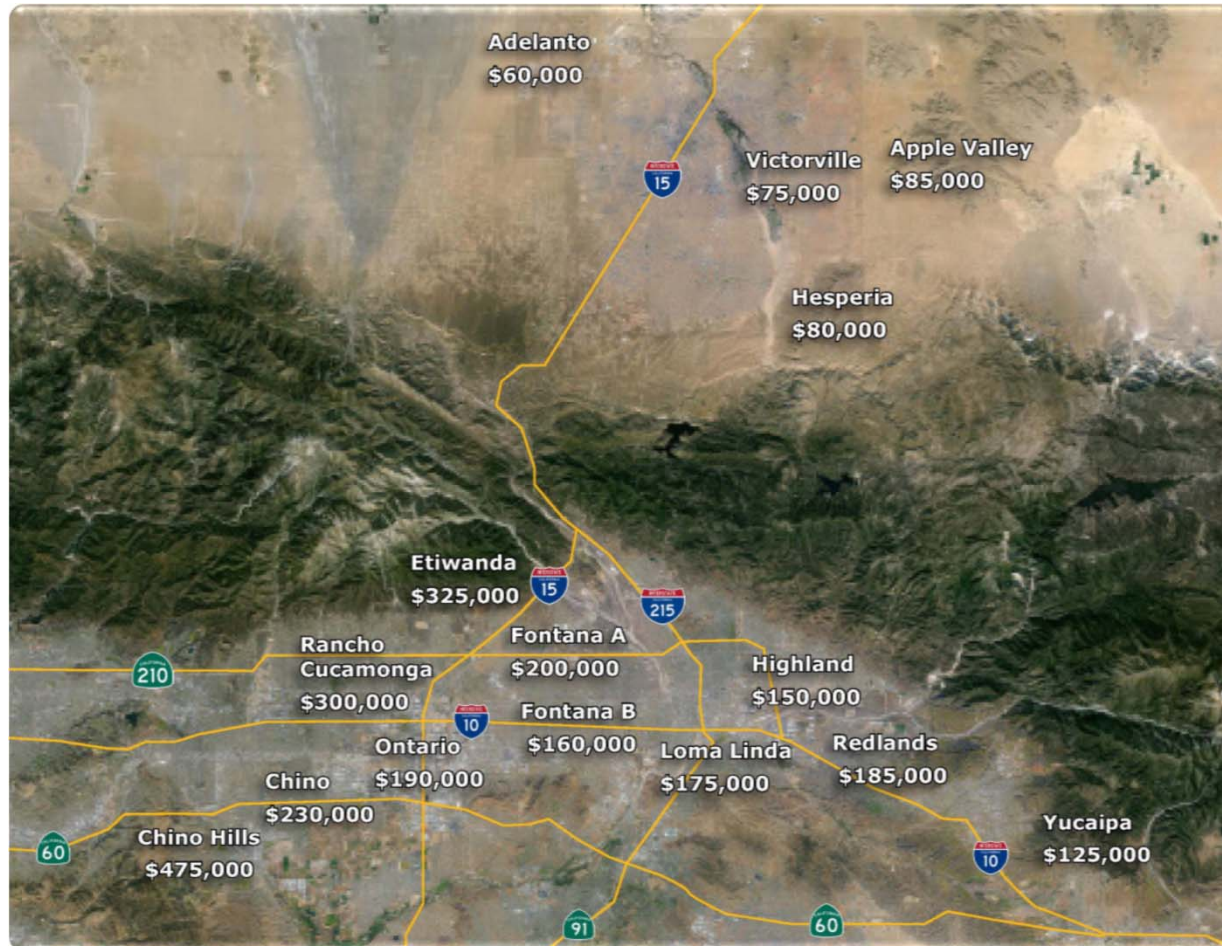 Adelanto
$60,000
Victorville
$75,000
Apple Valley
$85,000
15
Hesperia
$80,000
Etiwanda
$325,000
15
215
Rancho
Cucamonga
$300,000
Fontana A
$200,000
Highland
$150,000
210
10
Fontana B
$160,000
Ontario
$190,000
Loma Linda
$175,000
Redlands
$185,000
Chino
$230,000
Chino Hills
$475,000
60
Yucaipa
$125,000
10
91
60